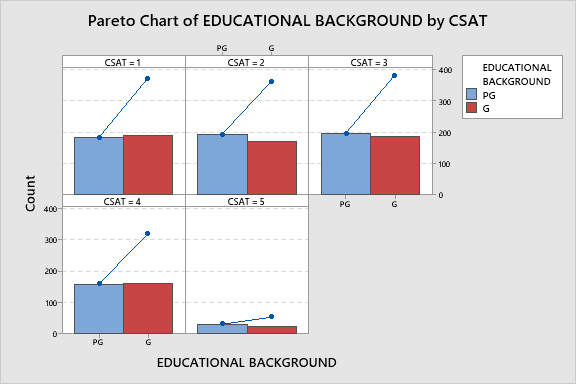 Pareto Chart of EDUCATIONAL BACKGROUND by CSAT
PG G
CSAT = 1 CSAT = 2 CSAT = 3
400
300
200
100
0
PG G
CSAT = 4 CSAT = 5
400
300
200
100
0
PG G
Count
EDUCATIONAL BACKGROUND
EDUCATIONAL
BACKGROUND
PG
G